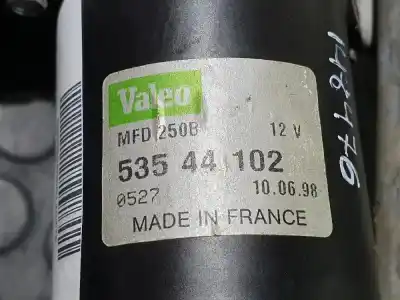 Valeo
MFD 250B 12 V
535 44 102
0527 10.06.98
MADE IN FRANCE
148476